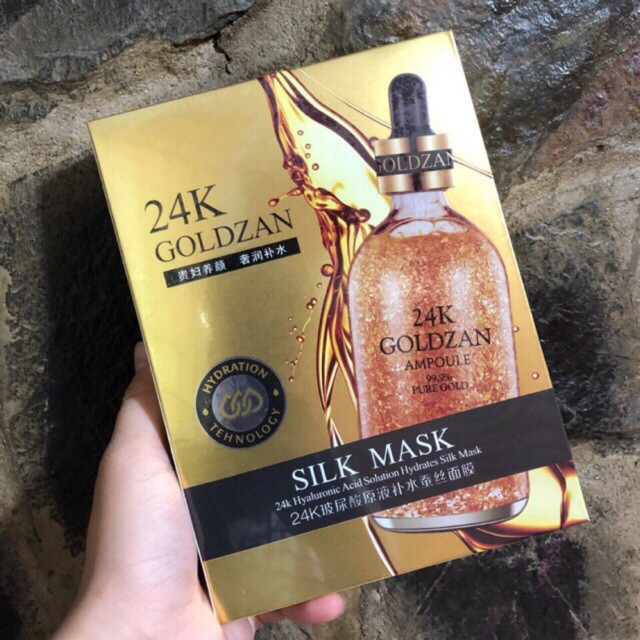 24K
GOLDZAN
贵妇养颜 奢润补水
HYDRATION
TEHNOLOGY
GOLDZAN
24K
GOLDZAN
AMPOULE
99.9%
PURE GOLD
SILK MASK
24k Hyaluronic Acid Solution Hydrates Silk Mask
24K玻尿酸原液补水蚕丝面膜